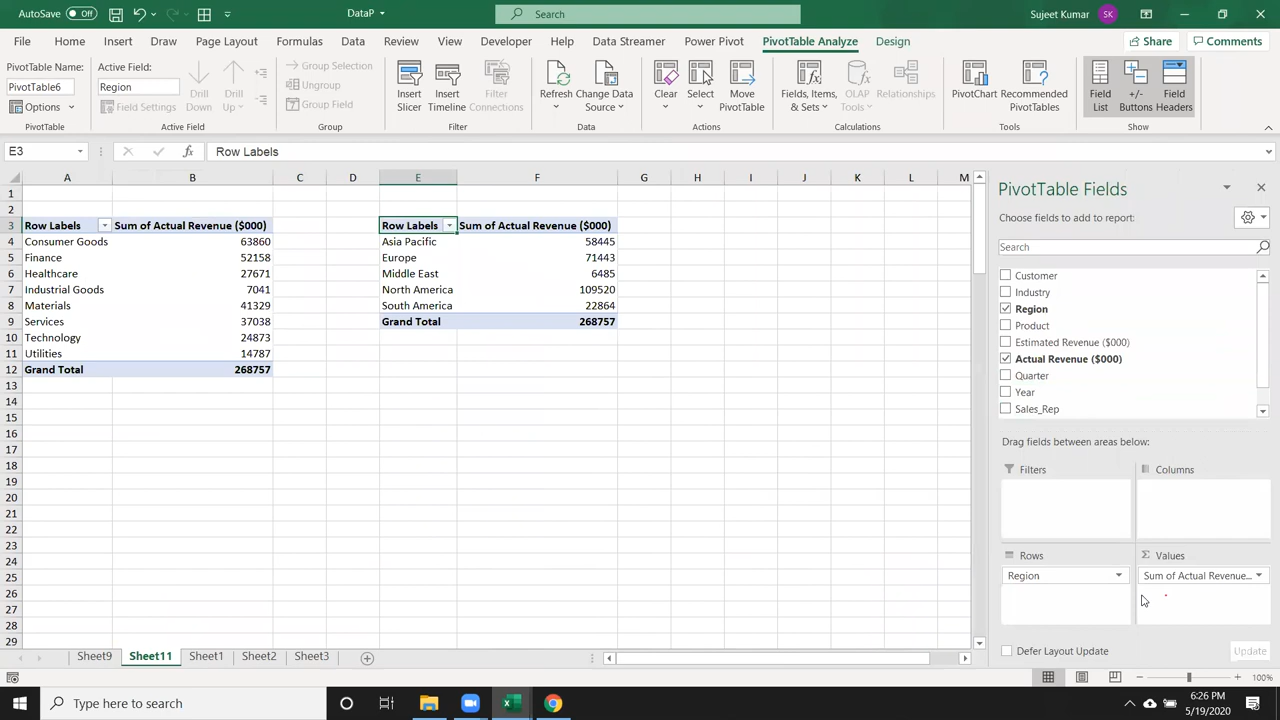 AutoSave Off DataP Search Sujeet Kumar SK
File Home Insert Draw Page Layout Formulas Data Review View Developer Help Data Streamer Power Pivot PivotTable Analyze Design Share Comments
PivotTable Name:
PivotTable6
Options
PivotTable
Active Field:
Region
Field Settings
Drill Down
Drill Up
Active Field
Group Selection
Ungroup
Group Field
Group
Insert Slicer
Insert Timeline
Filter Connections
Filter
Refresh
Change Data Source
Data
Clear
Select
Move PivotTable
Actions
Fields, Items, & Sets
OLAP Tools
Relationships
Calculations
PivotChart
Recommended PivotTables
Tools
Field List
+/- Buttons
Field Headers
Show
E3 fx Row Labels
A B C D E F G H I J K L M
1
2
3 Row Labels Sum of Actual Revenue ($000) Row Labels Sum of Actual Revenue ($000)
4 Consumer Goods 63860 Asia Pacific 58445
5 Finance 52158 Europe 71443
6 Healthcare 27671 Middle East 6485
7 Industrial Goods 7041 North America 109520
8 Materials 41329 South America 22864
9 Services 37038 Grand Total 268757
10 Technology 24873
11 Utilities 14787
12 Grand Total 268757
13
14
15
16
17
18
19
20
21
22
23
24
25
26
27
28
29
PivotTable Fields
Choose fields to add to report:
Search
Customer
Industry
Region
Product
Estimated Revenue ($000)
Actual Revenue ($000)
Quarter
Year
Sales_Rep
Drag fields between areas below:
Filters Columns
Rows Σ Values
Region Sum of Actual Revenue...
Defer Layout Update Update
Sheet9 Sheet11 Sheet1 Sheet2 Sheet3
100%
Type here to search
6:26 PM
5/19/2020